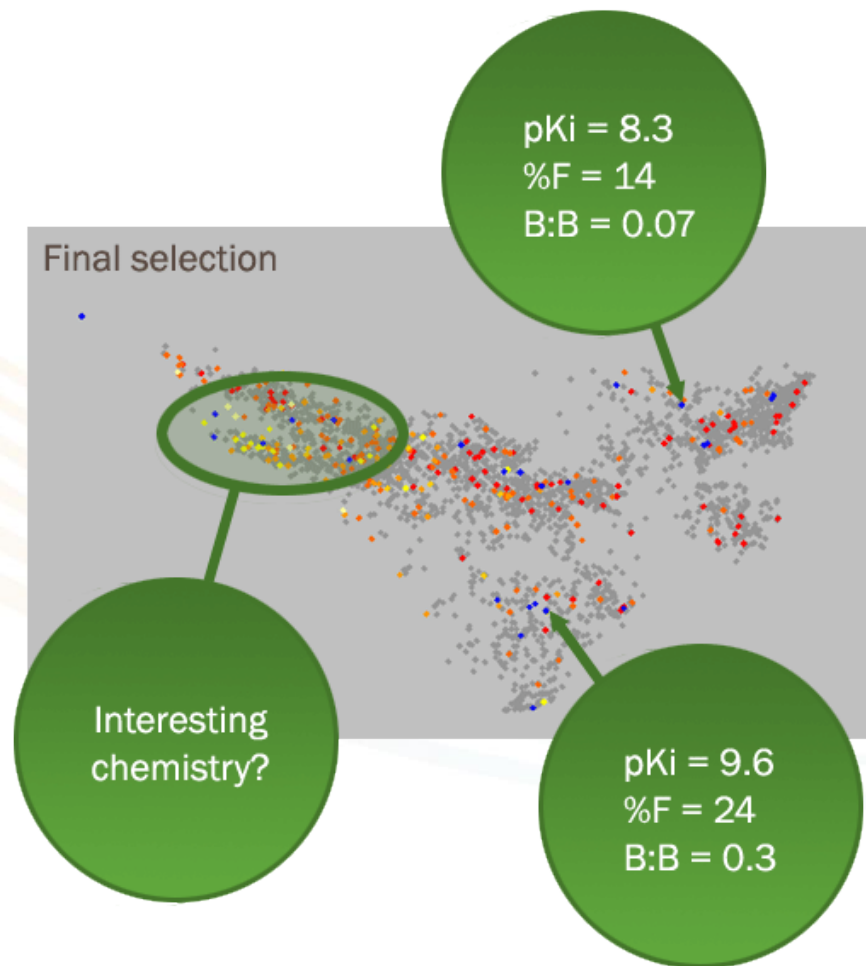 pKi = 8.3
%F = 14
B:B = 0.07
Final selection
Interesting
chemistry?
pKi = 9.6
%F = 24
B:B = 0.3